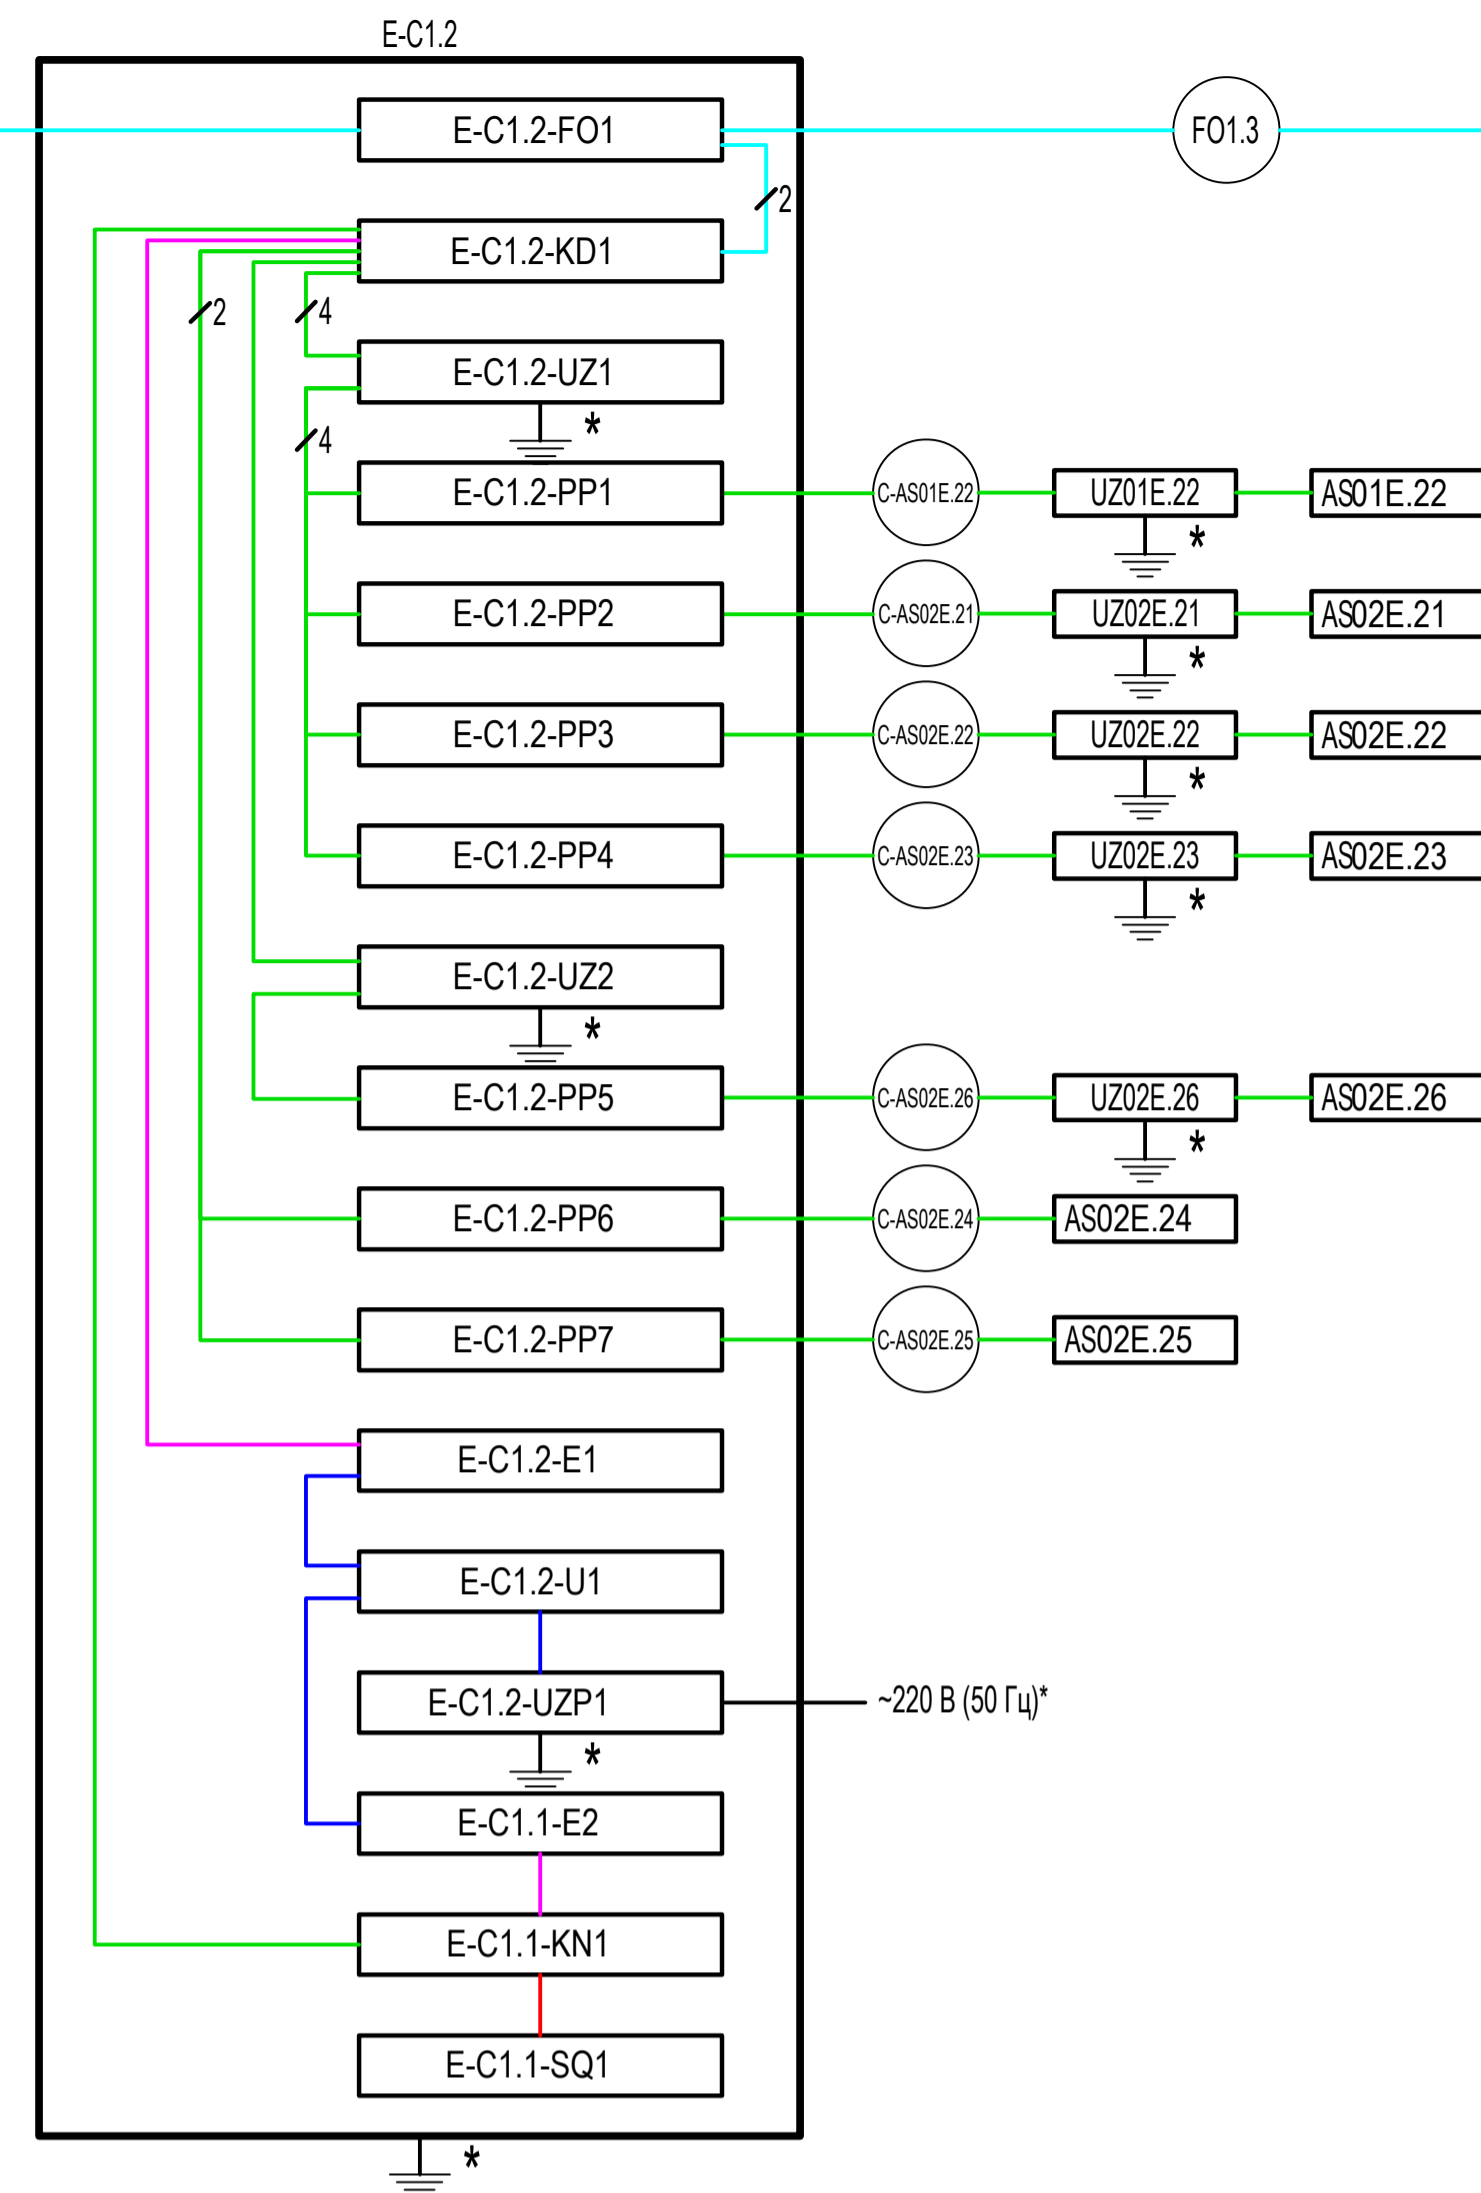 E-C1.2
E-C1.2-FO1
FO1.3
2
E-C1.2-KD1
2
4
E-C1.2-UZ1
*
4
E-C1.2-PP1
C-AS01E.22
UZ01E.22
AS01E.22
*
E-C1.2-PP2
C-AS02E.21
UZ02E.21
AS02E.21
*
E-C1.2-PP3
C-AS02E.22
UZ02E.22
AS02E.22
*
E-C1.2-PP4
C-AS02E.23
UZ02E.23
AS02E.23
*
E-C1.2-UZ2
*
E-C1.2-PP5
C-AS02E.26
UZ02E.26
AS02E.26
*
E-C1.2-PP6
C-AS02E.24
AS02E.24
E-C1.2-PP7
C-AS02E.25
AS02E.25
E-C1.2-E1
E-C1.2-U1
E-C1.2-UZP1
~220 В (50 Гц)*
*
E-C1.1-E2
E-C1.1-KN1
E-C1.1-SQ1
*